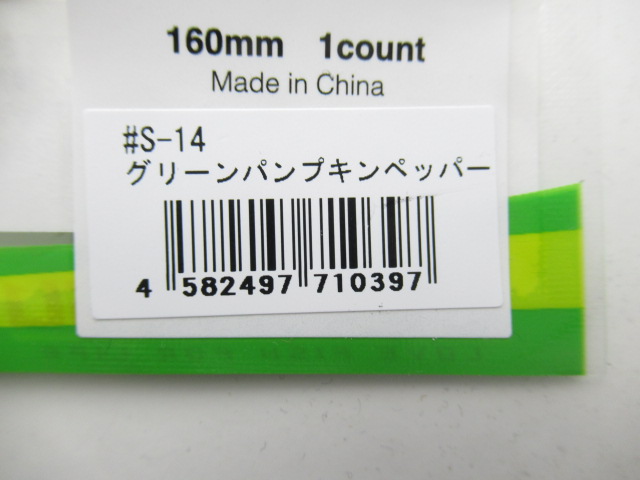 160mm 1count
Made in China
#S-14
グリーンパンプキンペッパー
4 582497 710397